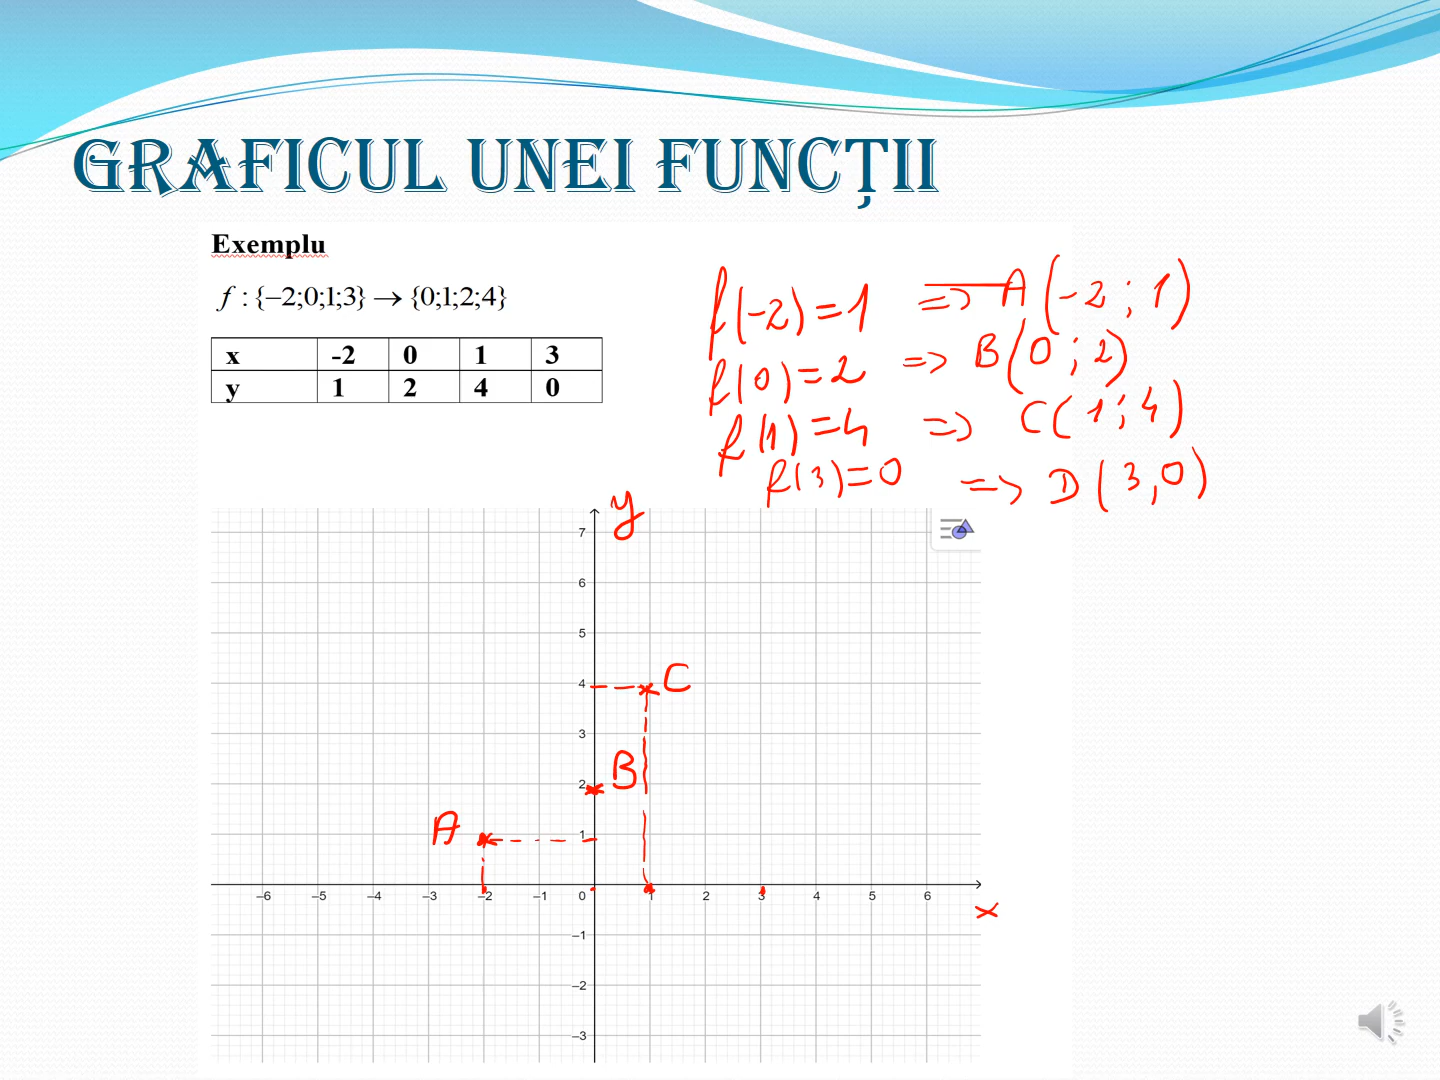 GRAFICUL UNEI FUNCȚII
Exemplu
f : {–2;0;1;3} → {0;1;2;4}
x -2 0 1 3
y 1 2 4 0
f(-2)=1 => A(-2;1)
f(0)=2 => B(0;2)
f(1)=4 => C(1;4)
f(3)=0 => D(3,0)
y
7
6
5
4 C
3
2 B
A 1
–6 –5 –4 –3 –2 –1 0 1 2 3 4 5 6
x
–1
–2
–3